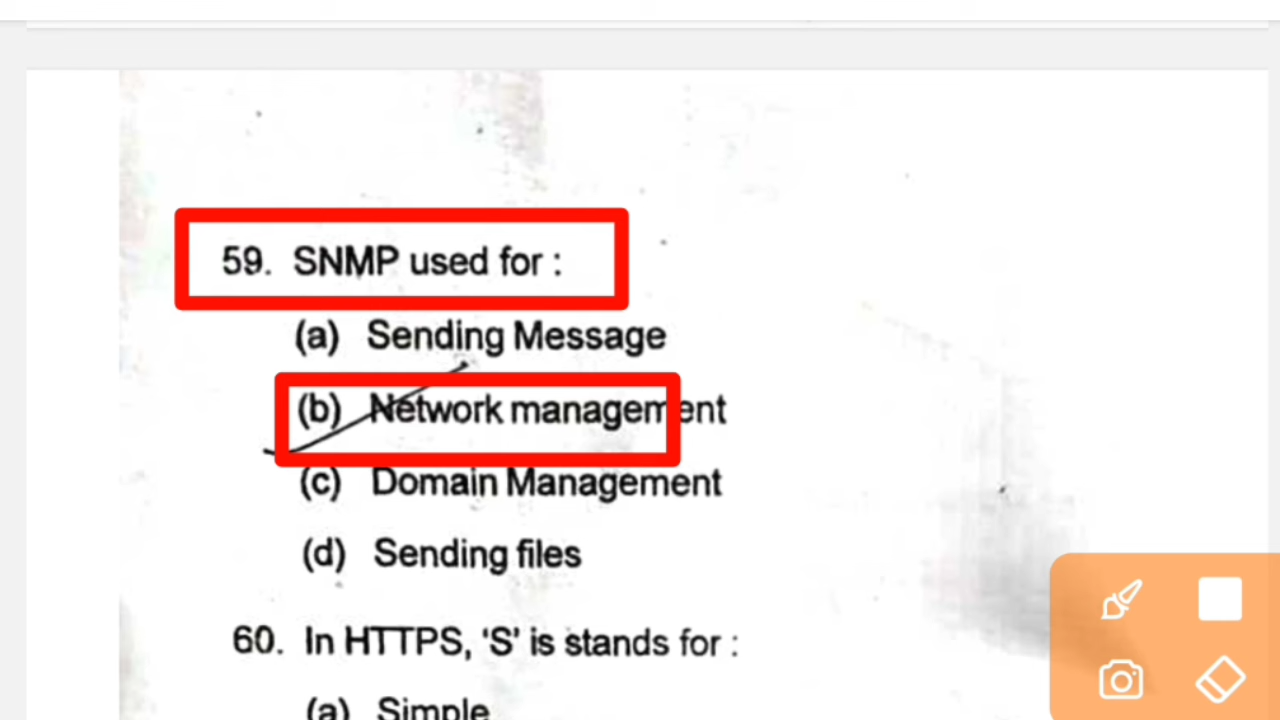 59. SNMP used for :
(a) Sending Message
(b) Network management
(c) Domain Management
(d) Sending files
60. In HTTPS, 'S' is stands for :
(a) Simple